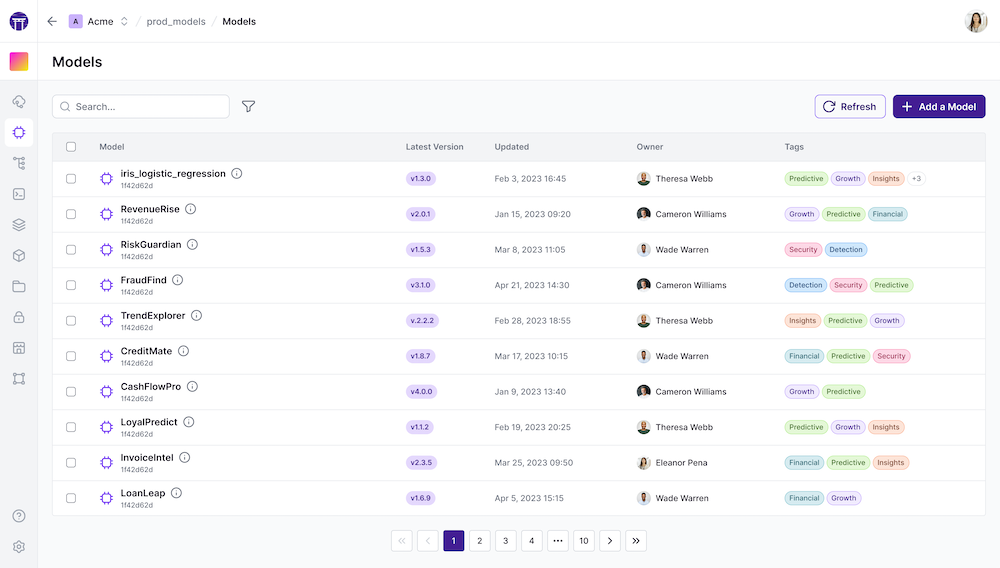 A Acme / prod_models / Models
Models
Search...
Refresh
+ Add a Model
Model Latest Version Updated Owner Tags
iris_logistic_regression v1.3.0 Feb 3, 2023 16:45 Theresa Webb Predictive Growth Insights +3
1f42d62d
RevenueRise v2.0.1 Jan 15, 2023 09:20 Cameron Williams Growth Predictive Financial
1f42d62d
RiskGuardian v1.5.3 Mar 8, 2023 11:05 Wade Warren Security Detection
1f42d62d
FraudFind v3.1.0 Apr 21, 2023 14:30 Cameron Williams Detection Security Predictive
1f42d62d
TrendExplorer v.2.2.2 Feb 28, 2023 18:55 Theresa Webb Insights Predictive Growth
1f42d62d
CreditMate v1.8.7 Mar 17, 2023 10:15 Wade Warren Financial Predictive Security
1f42d62d
CashFlowPro v4.0.0 Jan 9, 2023 13:40 Cameron Williams Growth Predictive
1f42d62d
LoyalPredict v1.1.2 Feb 19, 2023 20:25 Theresa Webb Predictive Growth Insights
1f42d62d
InvoiceIntel v2.3.5 Mar 25, 2023 09:50 Eleanor Pena Financial Predictive Insights
1f42d62d
LoanLeap v1.6.9 Apr 5, 2023 15:15 Wade Warren Financial Growth
1f42d62d
1 2 3 4 ... 10